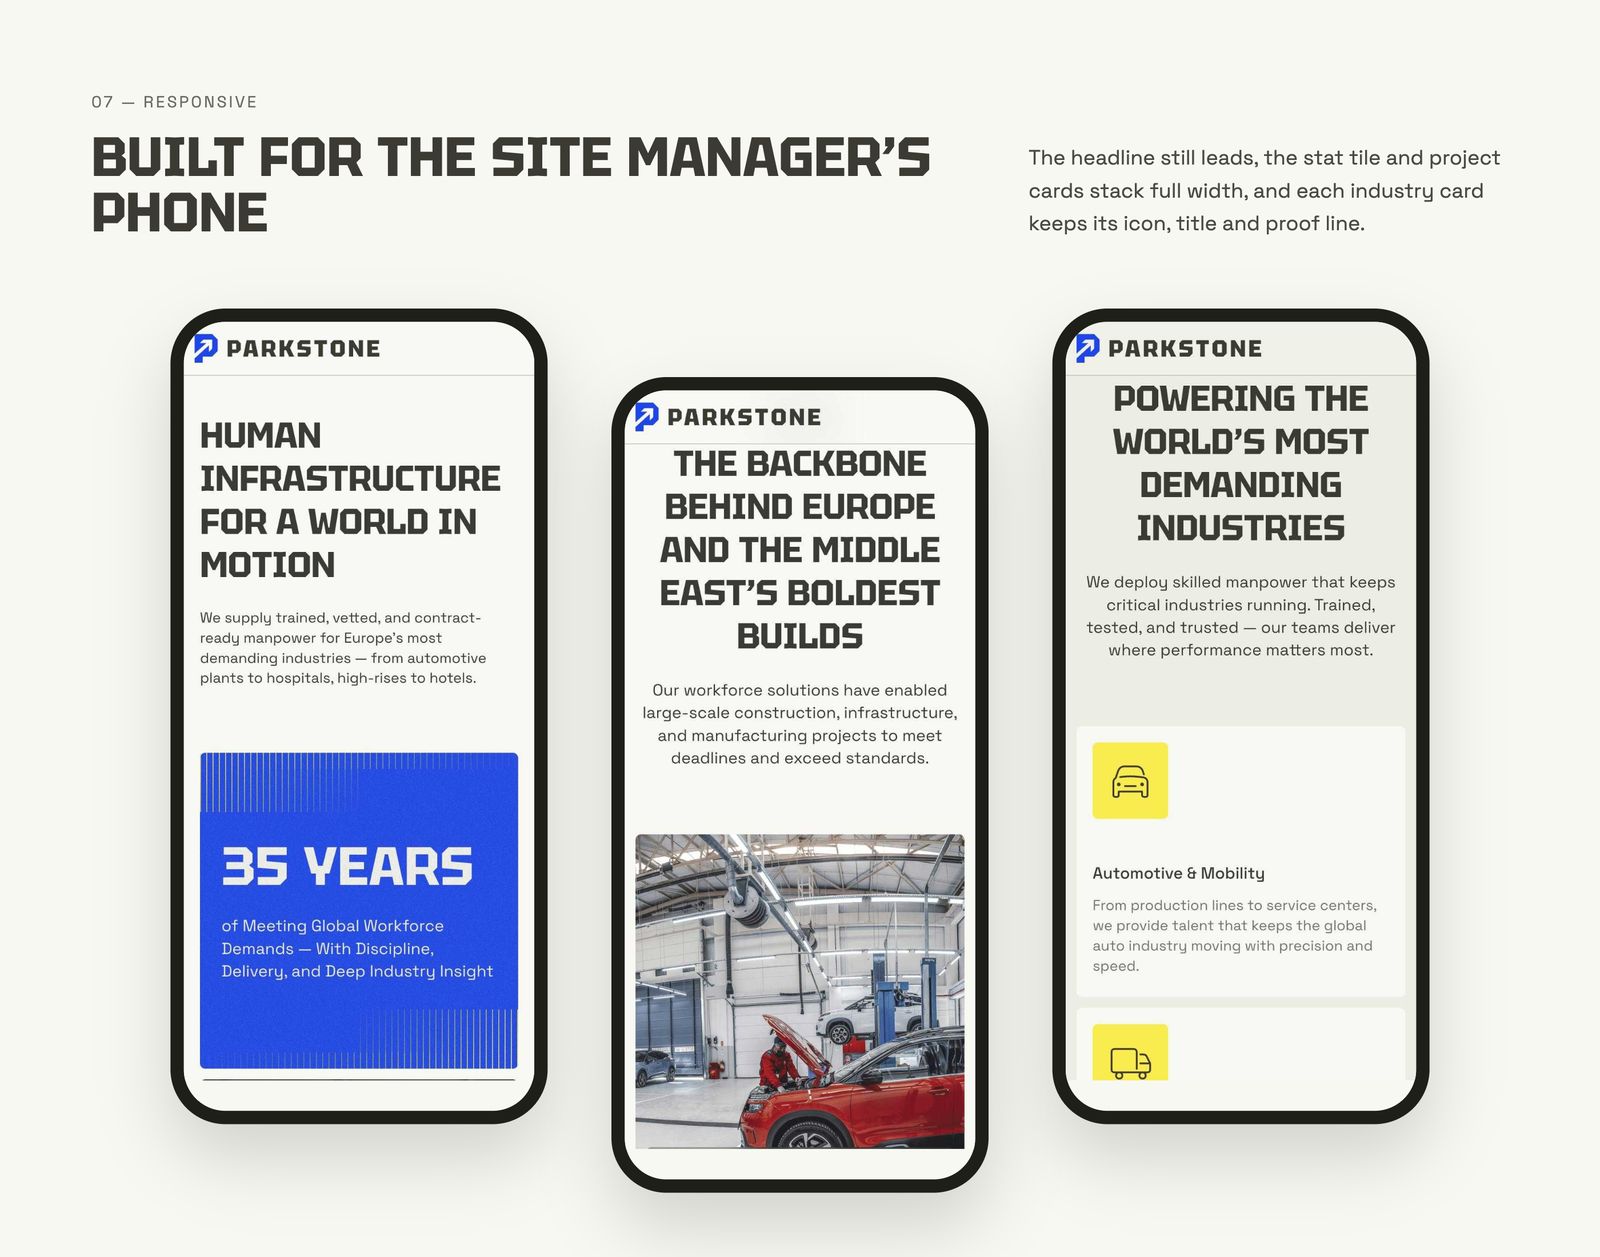 07 — RESPONSIVE
BUILT FOR THE SITE MANAGER’S
PHONE
The headline still leads, the stat tile and project
cards stack full width, and each industry card
keeps its icon, title and proof line.
PARKSTONE
HUMAN
INFRASTRUCTURE
FOR A WORLD IN
MOTION
We supply trained, vetted, and contract-
ready manpower for Europe’s most
demanding industries — from automotive
plants to hospitals, high-rises to hotels.
35 YEARS
of Meeting Global Workforce
Demands — With Discipline,
Delivery, and Deep Industry Insight
PARKSTONE
THE BACKBONE
BEHIND EUROPE
AND THE MIDDLE
EAST’S BOLDEST
BUILDS
Our workforce solutions have enabled
large-scale construction, infrastructure,
and manufacturing projects to meet
deadlines and exceed standards.
PARKSTONE
POWERING THE
WORLD’S MOST
DEMANDING
INDUSTRIES
We deploy skilled manpower that keeps
critical industries running. Trained,
tested, and trusted — our teams deliver
where performance matters most.
Automotive & Mobility
From production lines to service centers,
we provide talent that keeps the global
auto industry moving with precision and
speed.